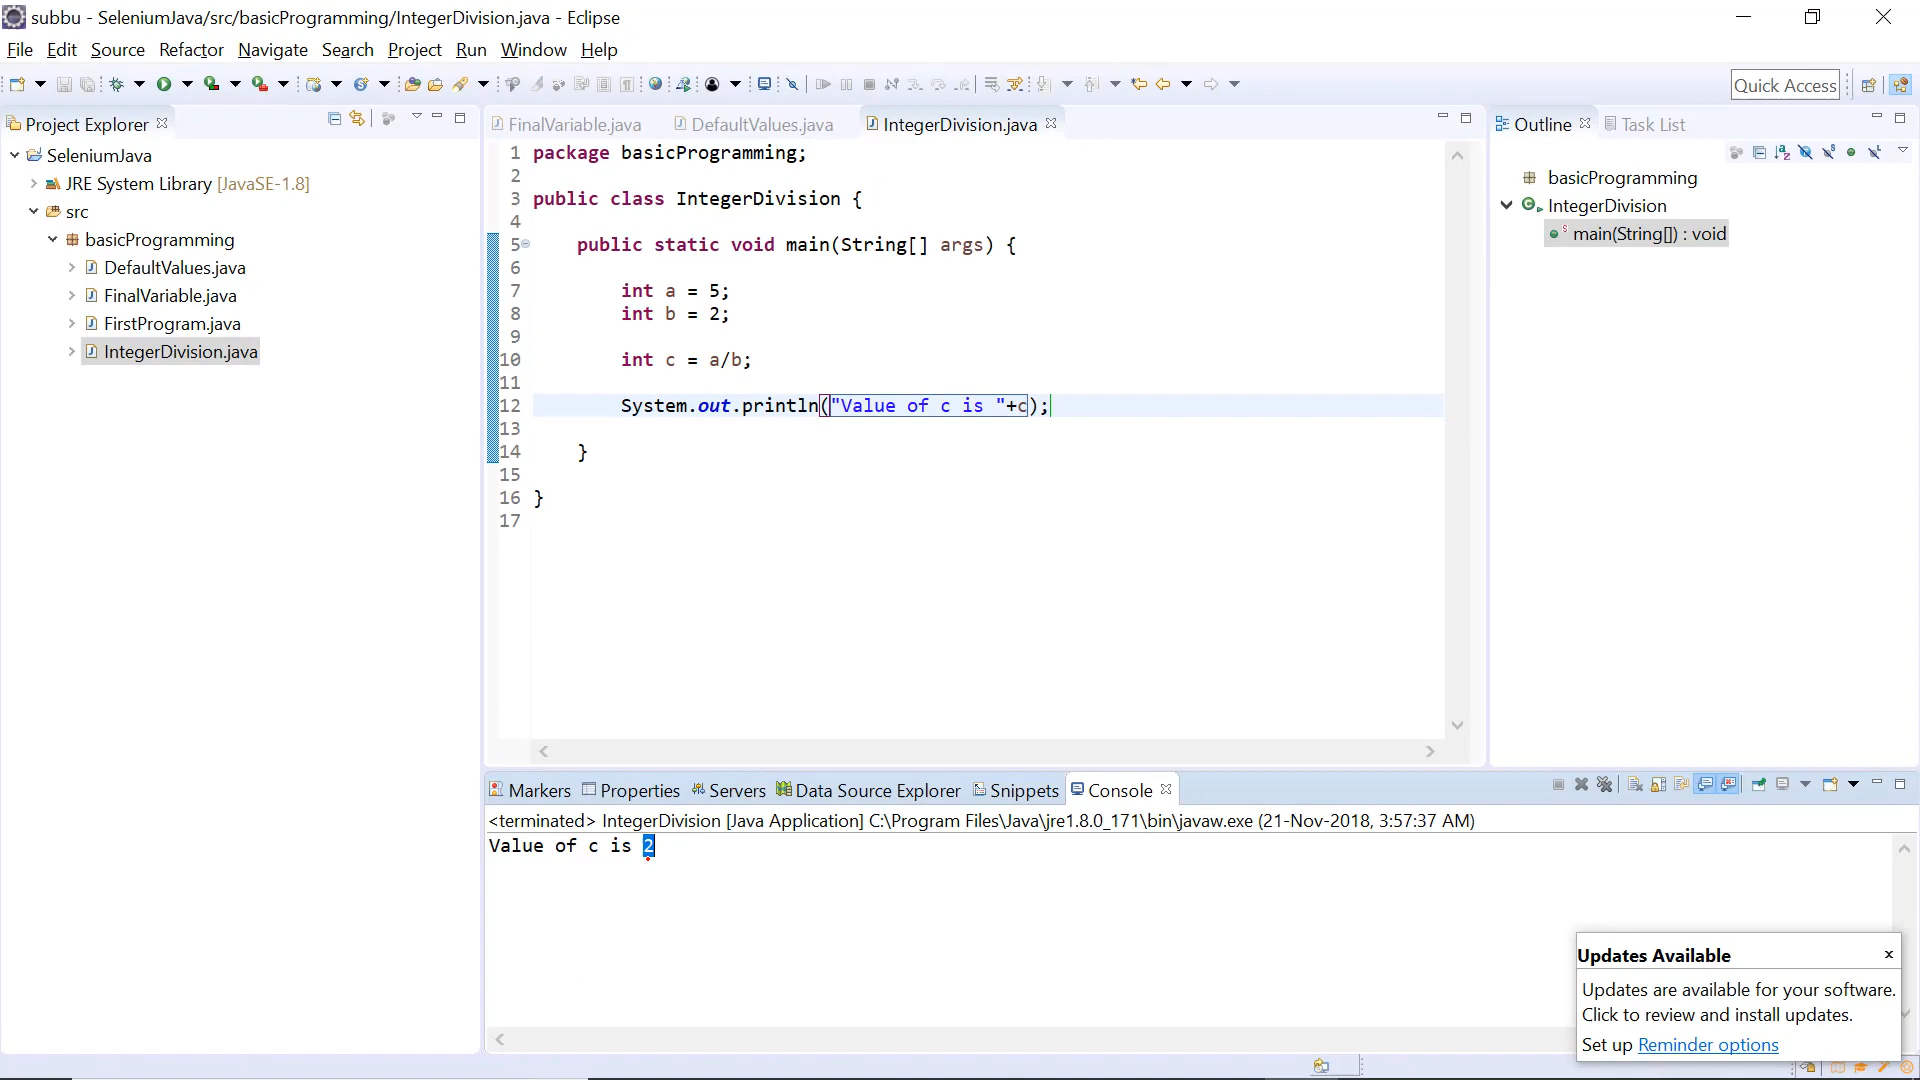 subbu - SeleniumJava/src/basicProgramming/IntegerDivision.java - Eclipse
File Edit Source Refactor Navigate Search Project Run Window Help
Quick Access
Project Explorer
SeleniumJava
JRE System Library [JavaSE-1.8]
src
basicProgramming
DefaultValues.java
FinalVariable.java
FirstProgram.java
IntegerDivision.java
FinalVariable.java DefaultValues.java IntegerDivision.java
1 package basicProgramming;
2
3 public class IntegerDivision {
4
5 public static void main(String[] args) {
6
7 int a = 5;
8 int b = 2;
9
10 int c = a/b;
11
12 System.out.println("Value of c is "+c);
13
14 }
15
16 }
17
Outline Task List
basicProgramming
IntegerDivision
main(String[]) : void
Markers Properties Servers Data Source Explorer Snippets Console
<terminated> IntegerDivision [Java Application] C:\Program Files\Java\jre1.8.0_171\bin\javaw.exe (21-Nov-2018, 3:57:37 AM)
Value of c is 2
Updates Available
Updates are available for your software.
Click to review and install updates.
Set up Reminder options